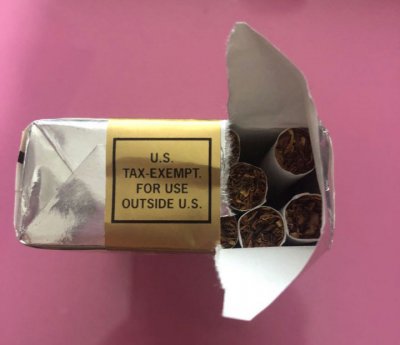 U.S.
TAX-EXEMPT.
FOR USE
OUTSIDE U.S.